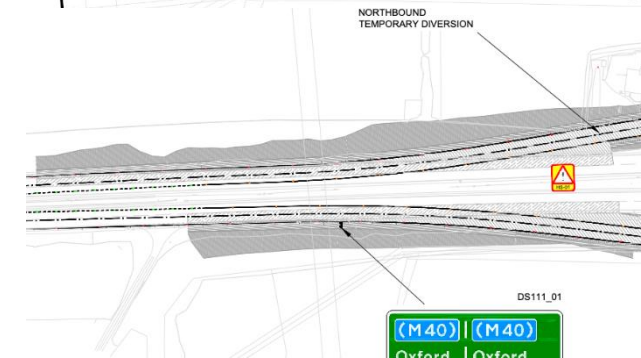 NORTHBOUND
TEMPORARY DIVERSION
DS111_01
(M40) (M40)
Oxford Oxford